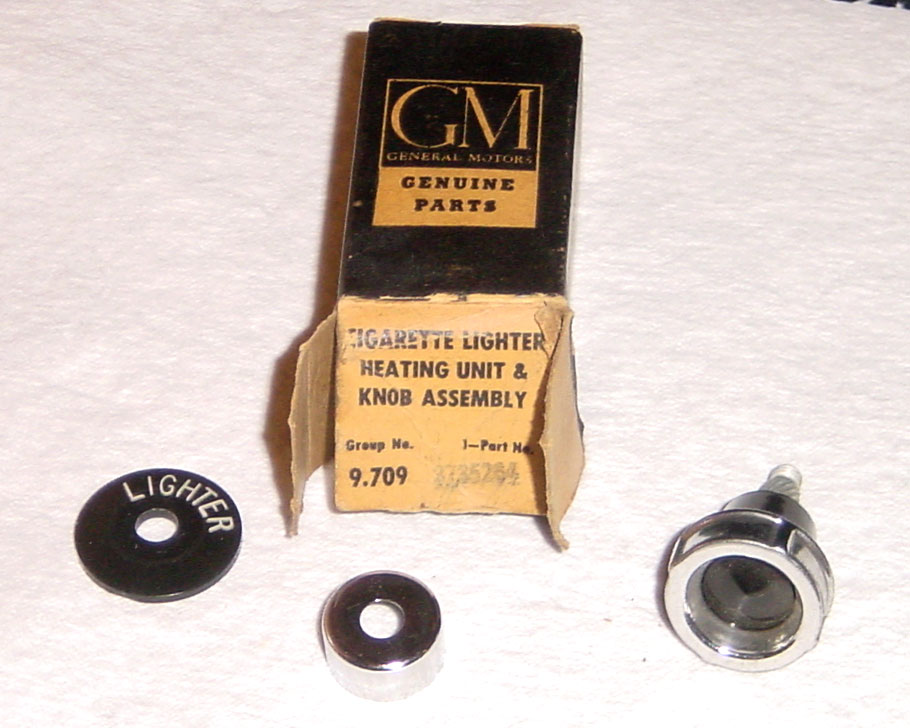 GM
GENERAL MOTORS
GENUINE
PARTS
CIGARETTE LIGHTER
HEATING UNIT &
KNOB ASSEMBLY
Group No. 1—Part No.
9.709
LIGHTER